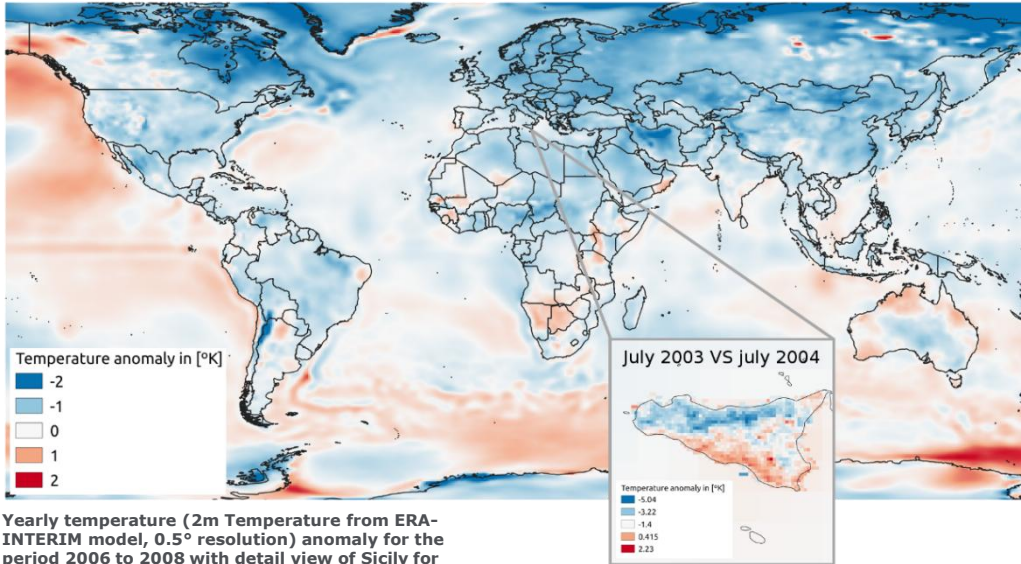 Temperature anomaly in [°K]
-2
-1
0
1
2
July 2003 VS july 2004
Temperature anomaly in [°K]
-5.04
-3.22
-1.4
0.415
2.23
Yearly temperature (2m Temperature from ERA-
INTERIM model, 0.5° resolution) anomaly for the
period 2006 to 2008 with detail view of Sicily for